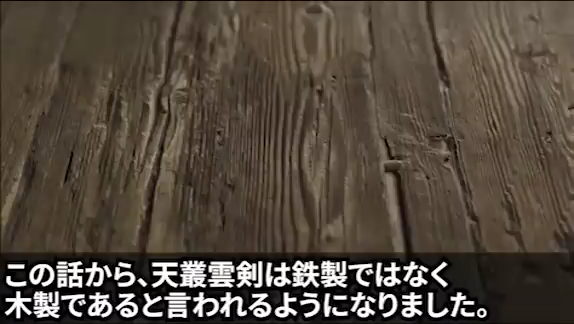 この話から、天叢雲剣は鉄製ではなく
木製であると言われるようになりました。